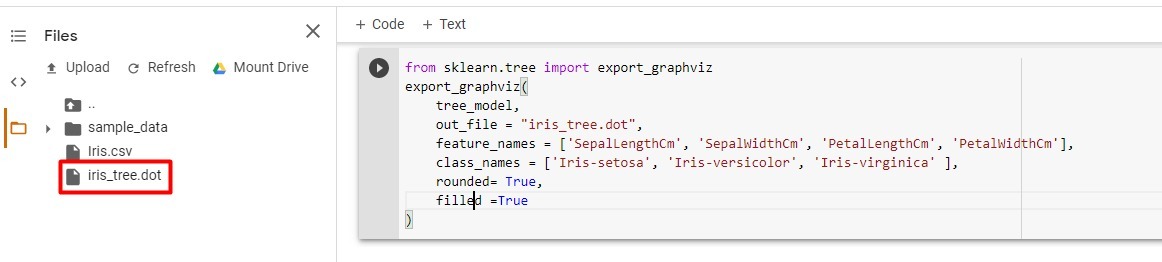 + Code + Text
Files
Upload Refresh Mount Drive
..
sample_data
Iris.csv
iris_tree.dot
from sklearn.tree import export_graphviz
export_graphviz(
    tree_model,
    out_file = "iris_tree.dot",
    feature_names = ['SepalLengthCm', 'SepalWidthCm', 'PetalLengthCm', 'PetalWidthCm'],
    class_names = ['Iris-setosa', 'Iris-versicolor', 'Iris-virginica' ],
    rounded= True,
    filled =True
)